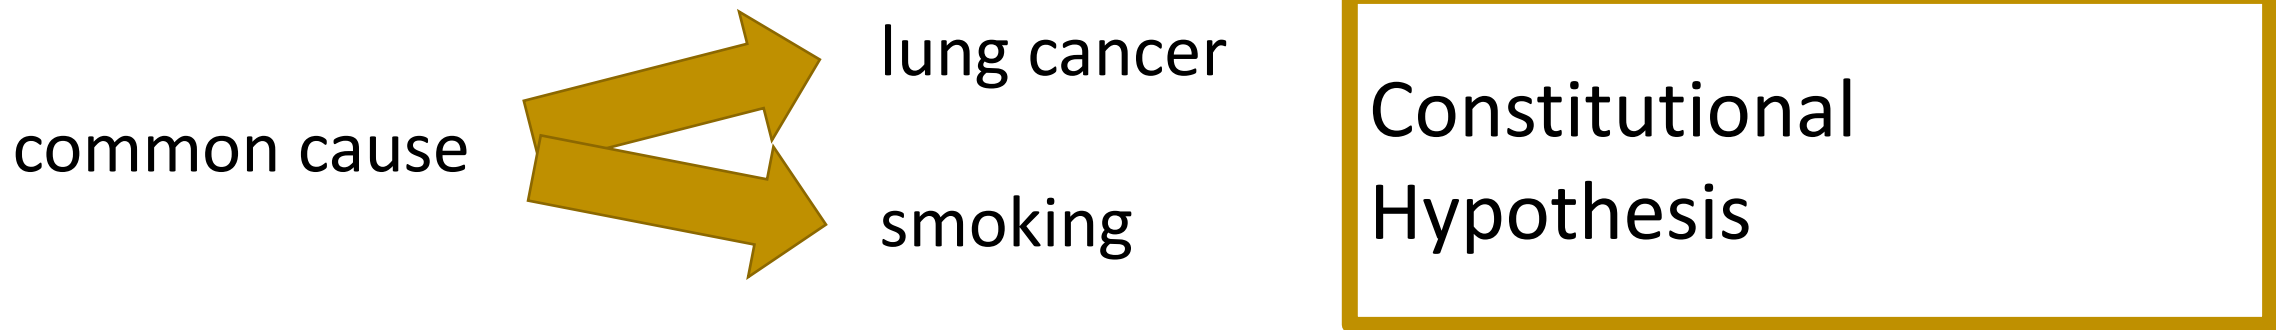 lung cancer
common cause
smoking
Constitutional
Hypothesis